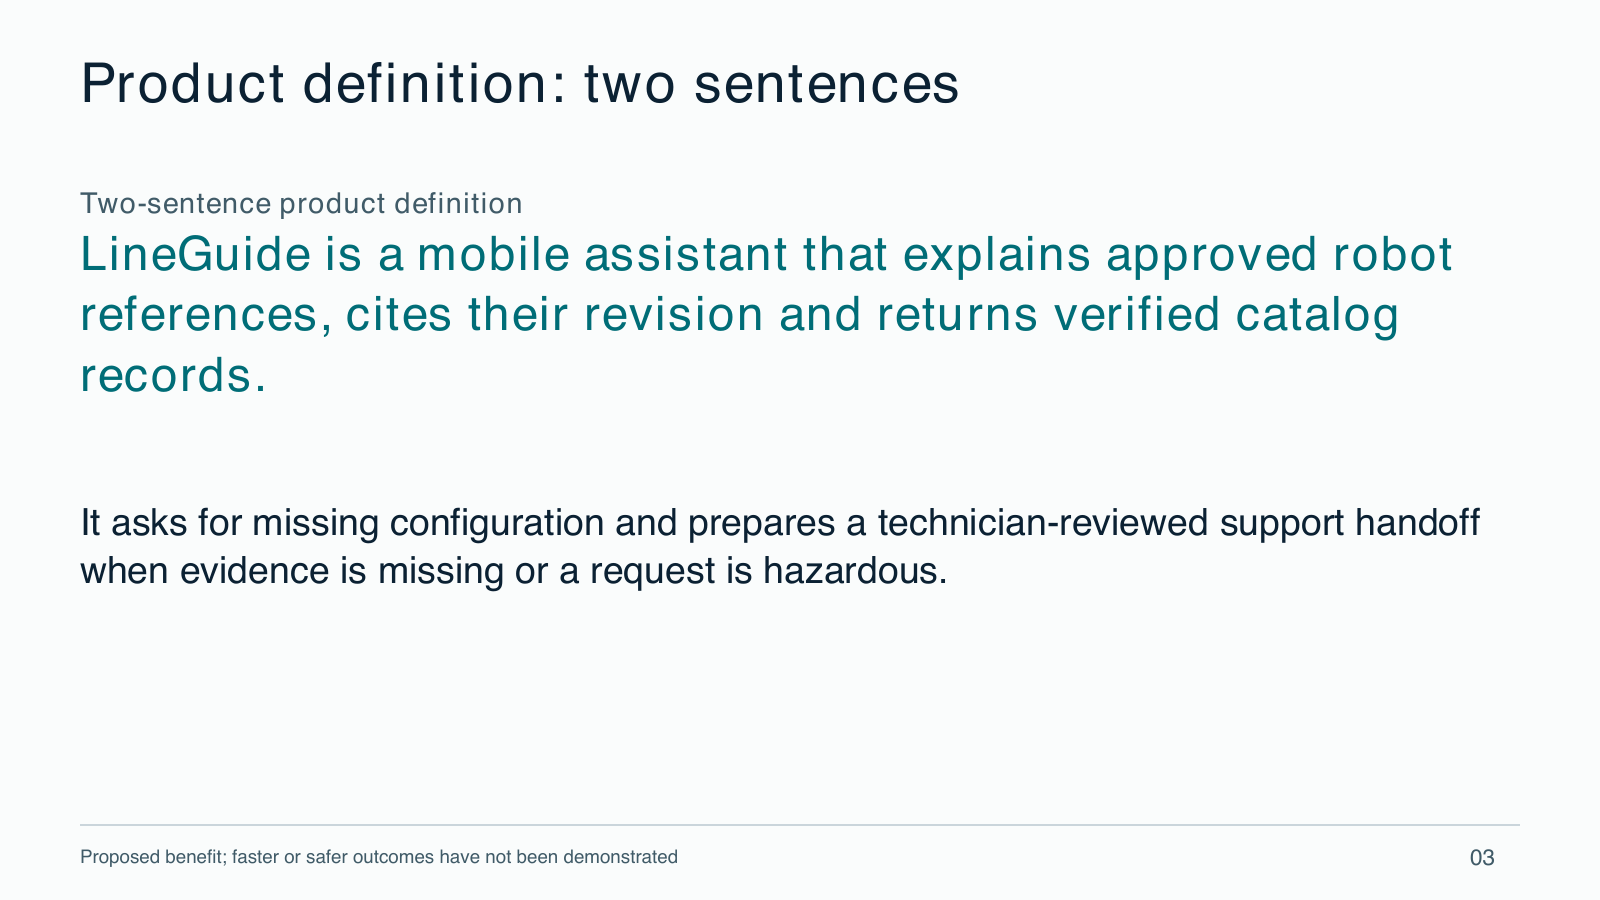 Product definition: two sentences
Two-sentence product definition
LineGuide is a mobile assistant that explains approved robot
references, cites their revision and returns verified catalog
records.
It asks for missing configuration and prepares a technician-reviewed support handoff
when evidence is missing or a request is hazardous.
Proposed benefit; faster or safer outcomes have not been demonstrated
03